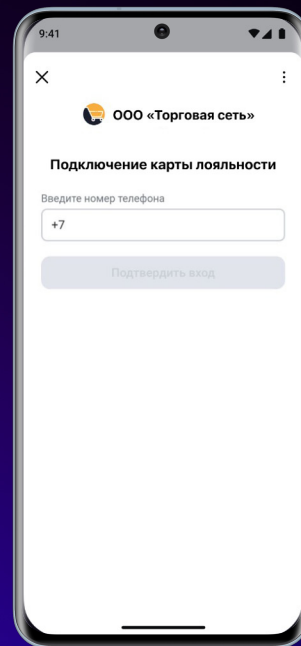 9:41
ООО «Торговая сеть»
Подключение карты лояльности
Введите номер телефона
+7
Подтвердить вход